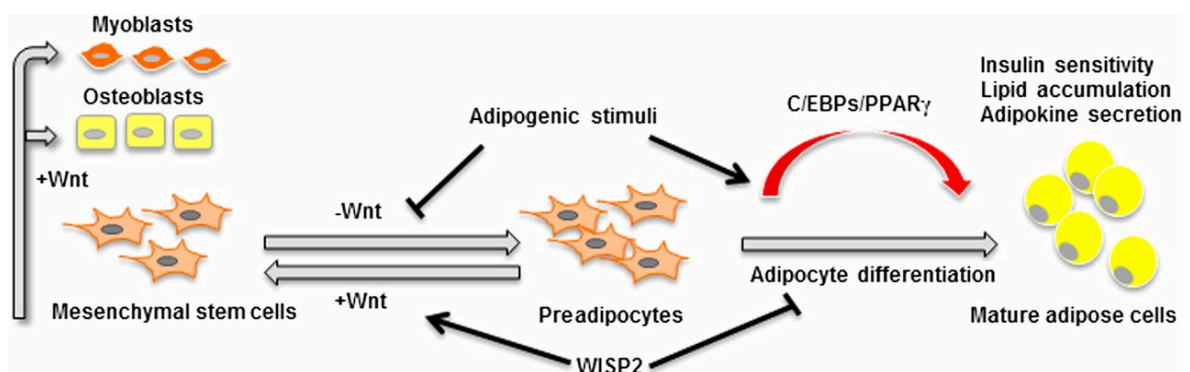 Myoblasts
Osteoblasts
+Wnt
Mesenchymal stem cells
Adipogenic stimuli
-Wnt
+Wnt
Preadipocytes
WISP2
C/EBPs/PPARγ
Adipocyte differentiation
Insulin sensitivity
Lipid accumulation
Adipokine secretion
Mature adipose cells